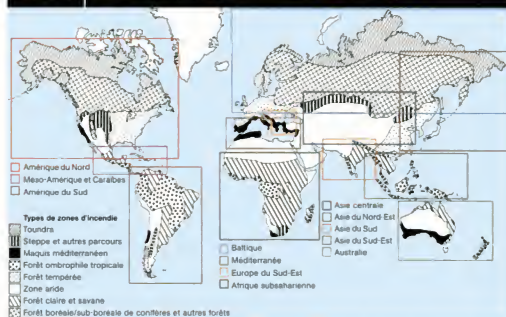 Amérique du Nord
Meso-Amérique et Caraïbes
Amérique du Sud
Types de zones d'incendie
Toundra
Steppe et autres parcours
Maquis méditerranéen
Forêt ombrophile tropicale
Forêt tempérée
Zone aride
Forêt claire et savane
Forêt boréale/sub-boréale de conifères et autres forêts
Baltique
Méditerranée
Europe du Sud-Est
Afrique subsaharienne
Asie centrale
Asie du Nord-Est
Asie du Sud
Asie du Sud-Est
Australie